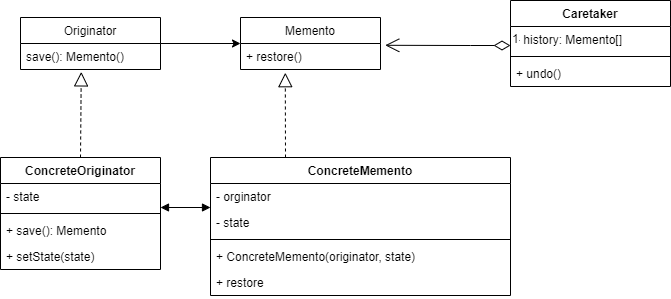 Originator
save(): Memento()
Memento
+ restore()
Caretaker
1
history: Memento[]
+ undo()
ConcreteOriginator
- state
+ save(): Memento
+ setState(state)
ConcreteMemento
- orginator
- state
+ ConcreteMemento(originator, state)
+ restore